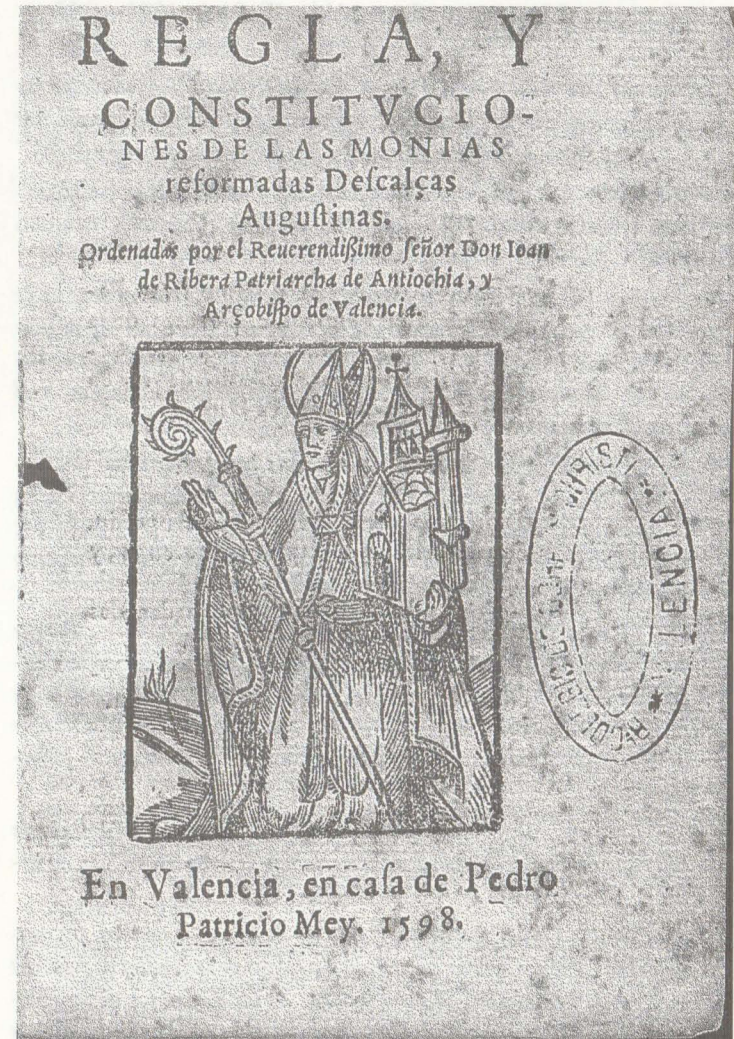 REGLA, Y
CONSTITVCIO-
NES DE LAS MONIAS
reformadas Deſcalças
Auguſtinas.
Ordenadas por el Reuerendißimo ſeñor Don Ioan
de Ribera Patriarcha de Antiochia, y
Arçobiſpo de Valencia.
En Valencia, en caſa de Pedro
Patricio Mey. 1598.